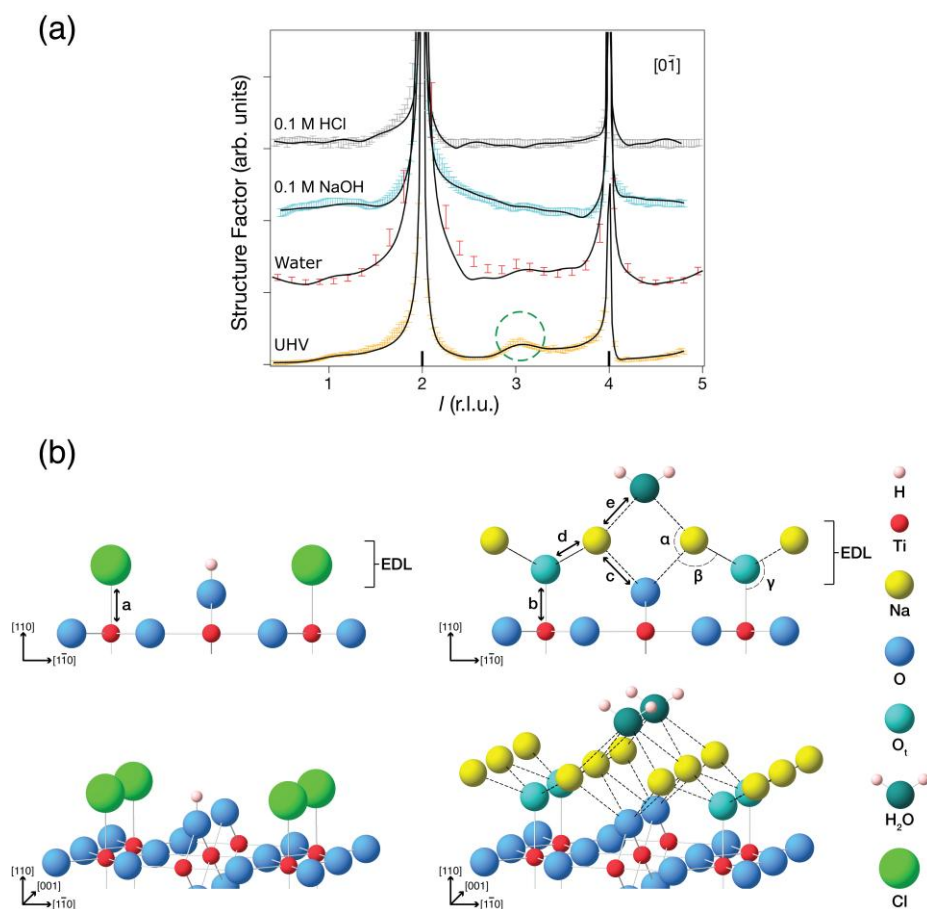 (a)
Structure Factor (arb. units)
[01̄]
0.1 M HCl
0.1 M NaOH
Water
UHV
1 2 3 4 5
l (r.l.u.)
(b)
a
EDL
[110]
[11̄0]
e
d
α
c
β
b
γ
EDL
[110]
[11̄0]
H
Ti
Na
O
Oₜ
H₂O
Cl
[110]
[001]
[11̄0]
[110]
[001]
[11̄0]